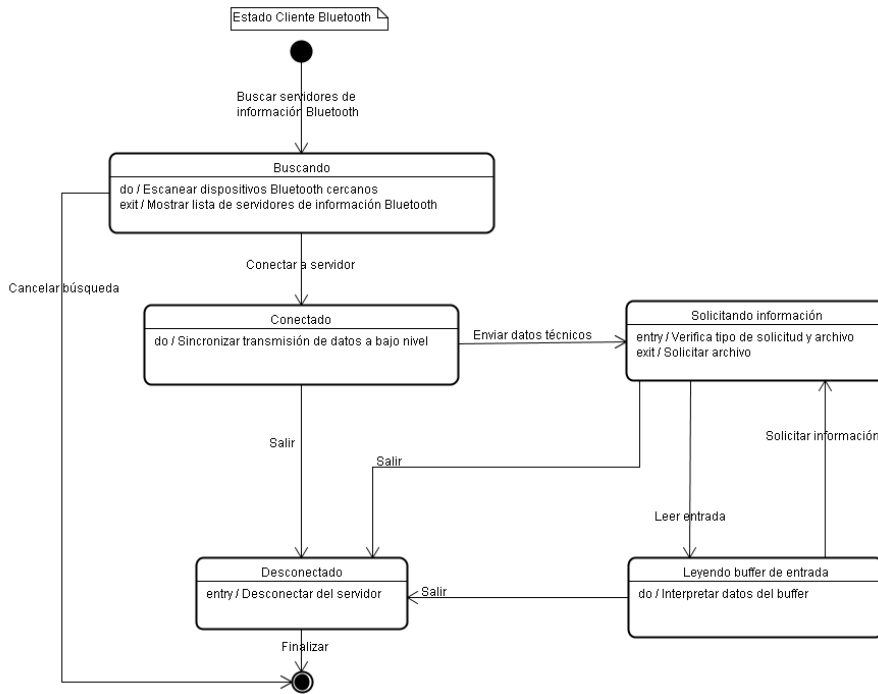 Estado Cliente Bluetooth
Buscar servidores de
información Bluetooth
Buscando
do / Escanear dispositivos Bluetooth cercanos
exit / Mostrar lista de servidores de información Bluetooth
Conectar a servidor
Cancelar búsqueda
Conectado
do / Sincronizar transmisión de datos a bajo nivel
Enviar datos técnicos
Solicitando información
entry / Verifica tipo de solicitud y archivo
exit / Solicitar archivo
Salir
Salir
Solicitar información
Leer entrada
Desconectado
entry / Desconectar del servidor
Salir
Leyendo buffer de entrada
do / Interpretar datos del buffer
Finalizar